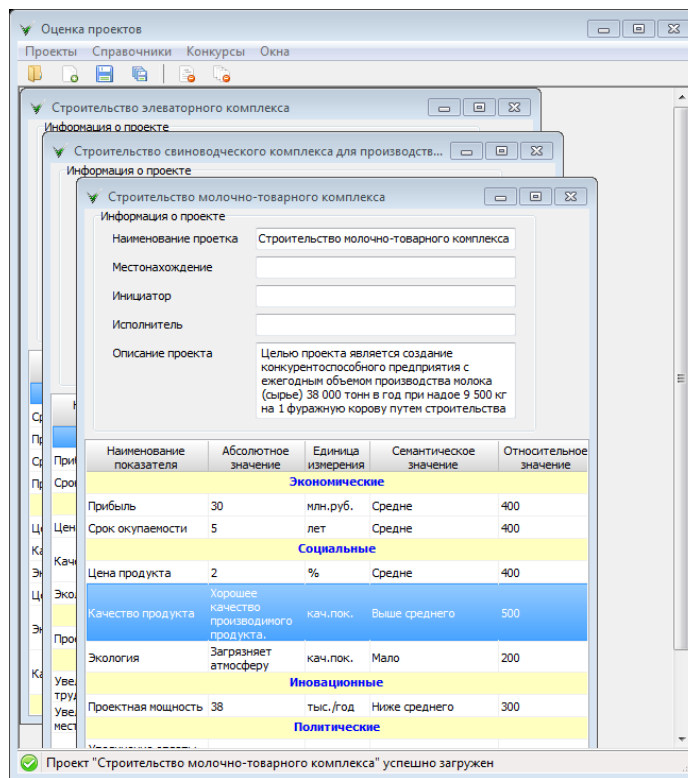 Оценка проектов
Проекты Справочники Конкурсы Окна
Строительство элеваторного комплекса
Информация о проекте
Строительство свиноводческого комплекса для производств...
Информация о проекте
Строительство молочно-товарного комплекса
Информация о проекте
Наименование проетка Строительство молочно-товарного комплекса
Местонахождение
Инициатор
Исполнитель
Описание проекта Целью проекта является создание
конкурентоспособного предприятия с
ежегодным объемом производства молока
(сырье) 38 000 тонн в год при надое 9 500 кг
на 1 фуражную корову путем строительства
Наименование показателя Абсолютное значение Единица измерения Семантическое значение Относительное значение
Экономические
Прибыль 30 млн.руб. Средне 400
Срок окупаемости 5 лет Средне 400
Социальные
Цена продукта 2 % Средне 400
Качество продукта Хорошее качество производимого продукта. кач.пок. Выше среднего 500
Экология Загрязняет атмосферу кач.пок. Мало 200
Иновационные
Проектная мощность 38 тыс./год Ниже среднего 300
Политические
Проект "Строительство молочно-товарного комплекса" успешно загружен